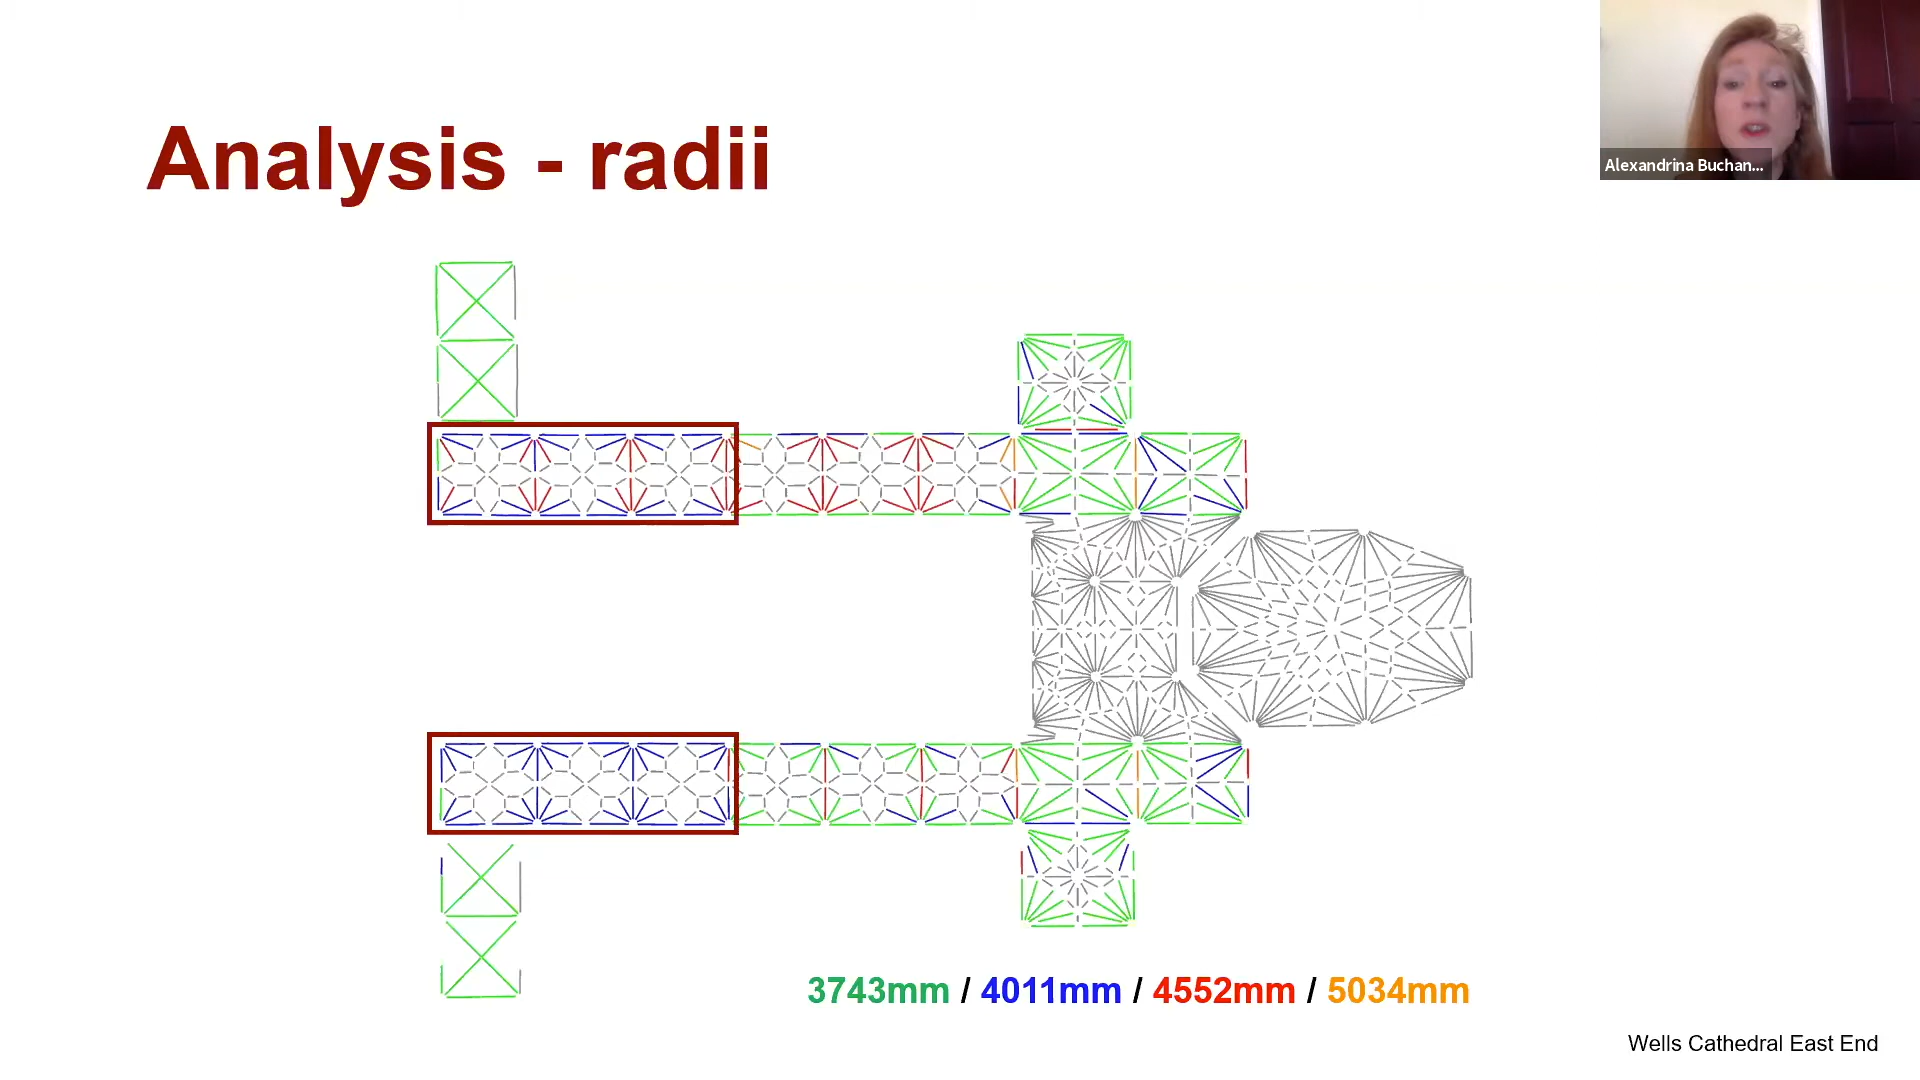 Alexandrina Buchan...
Analysis - radii
3743mm / 4011mm / 4552mm / 5034mm
Wells Cathedral East End